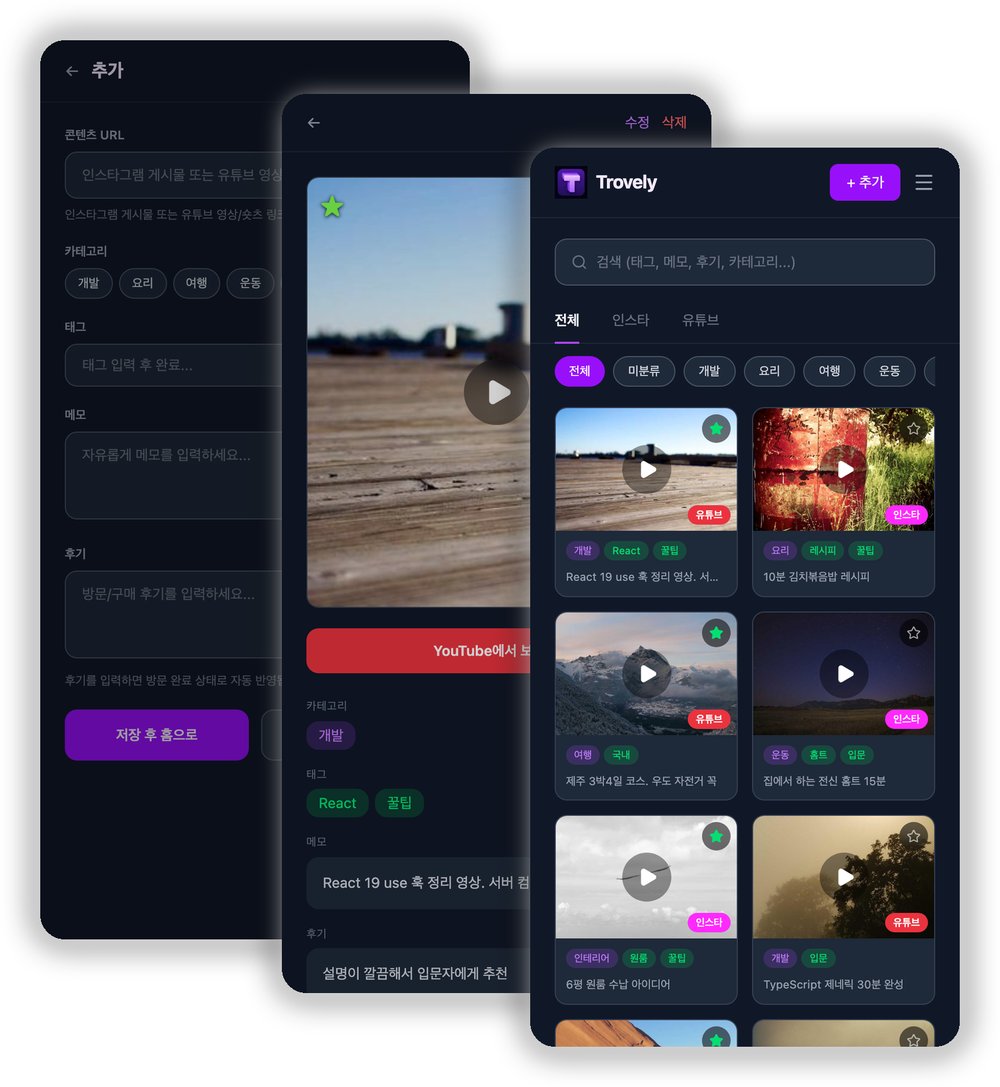 추가
콘텐츠 URL
인스타그램 게시물 또는 유튜브 영상
인스타그램 게시물 또는 유튜브 영상/숏츠 링크
카테고리
개발 요리 여행 운동
태그
태그 입력 후 완료...
메모
자유롭게 메모를 입력하세요...
후기
방문/구매 후기를 입력하세요...
후기를 입력하면 방문 완료 상태로 자동 반영
저장 후 홈으로
수정 삭제
YouTube에서
카테고리
개발
태그
React 꿀팁
메모
React 19 use 훅 정리 영상. 서버 컴
후기
설명이 깔끔해서 입문자에게 추천
Trovely
+ 추가
검색 (태그, 메모, 후기, 카테고리...)
전체 인스타 유튜브
전체 미분류 개발 요리 여행 운동
유튜브
개발 React 꿀팁
React 19 use 훅 정리 영상. 서...
인스타
요리 레시피 꿀팁
10분 김치볶음밥 레시피
유튜브
여행 국내
제주 3박4일 코스. 우도 자전거 꼭
인스타
운동 홈트 입문
집에서 하는 전신 홈트 15분
인스타
인테리어 원룸 꿀팁
6평 원룸 수납 아이디어
유튜브
개발 입문
TypeScript 제네릭 30분 완성